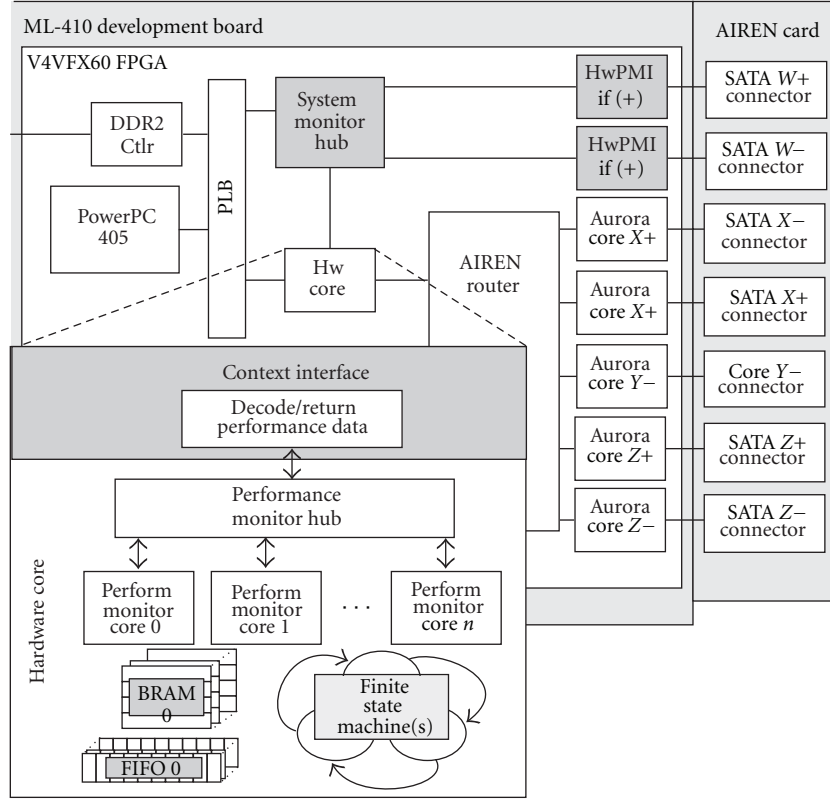 ML-410 development board
AIREN card
V4VFX60 FPGA
DDR2
Ctlr
PowerPC
405
PLB
System
monitor
hub
Hw
core
AIREN
router
HwPMI
if (+)
HwPMI
if (+)
Aurora
core X+
Aurora
core X+
Aurora
core Y−
Aurora
core Z+
Aurora
core Z−
SATA W+
connector
SATA W−
connector
SATA X−
connector
SATA X+
connector
Core Y−
connector
SATA Z+
connector
SATA Z−
connector
Context interface
Decode/return
performance data
Performance
monitor hub
Hardware core
Perform
monitor
core 0
Perform
monitor
core 1
. . .
Perform
monitor
core n
BRAM
0
FIFO 0
Finite
state
machine(s)